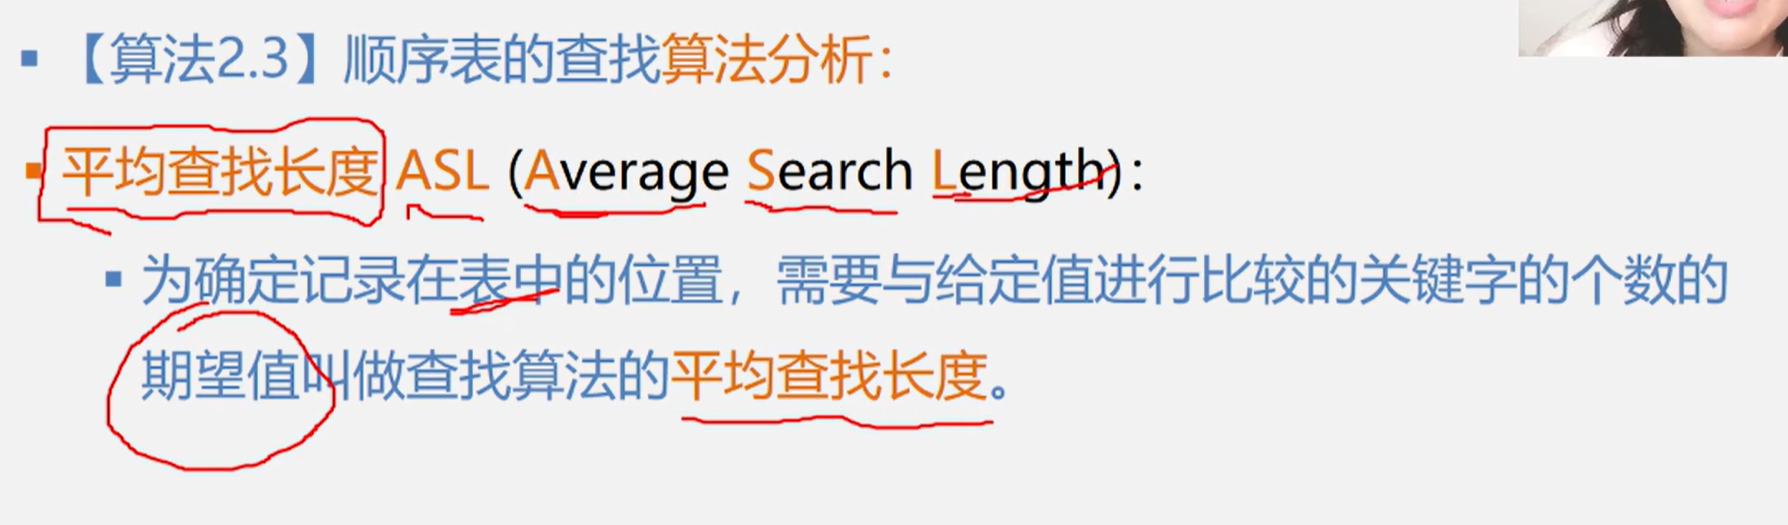 ▪ 【算法2.3】顺序表的查找算法分析：
▪ 平均查找长度 ASL (Average Search Length)：
▪ 为确定记录在表中的位置，需要与给定值进行比较的关键字的个数的
期望值叫做查找算法的平均查找长度。